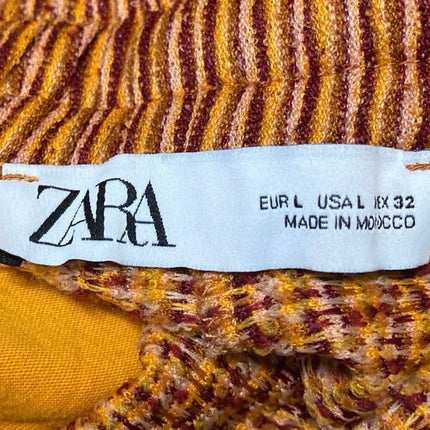 ZARA
EUR L USA L MEX 32
MADE IN MOROCCO